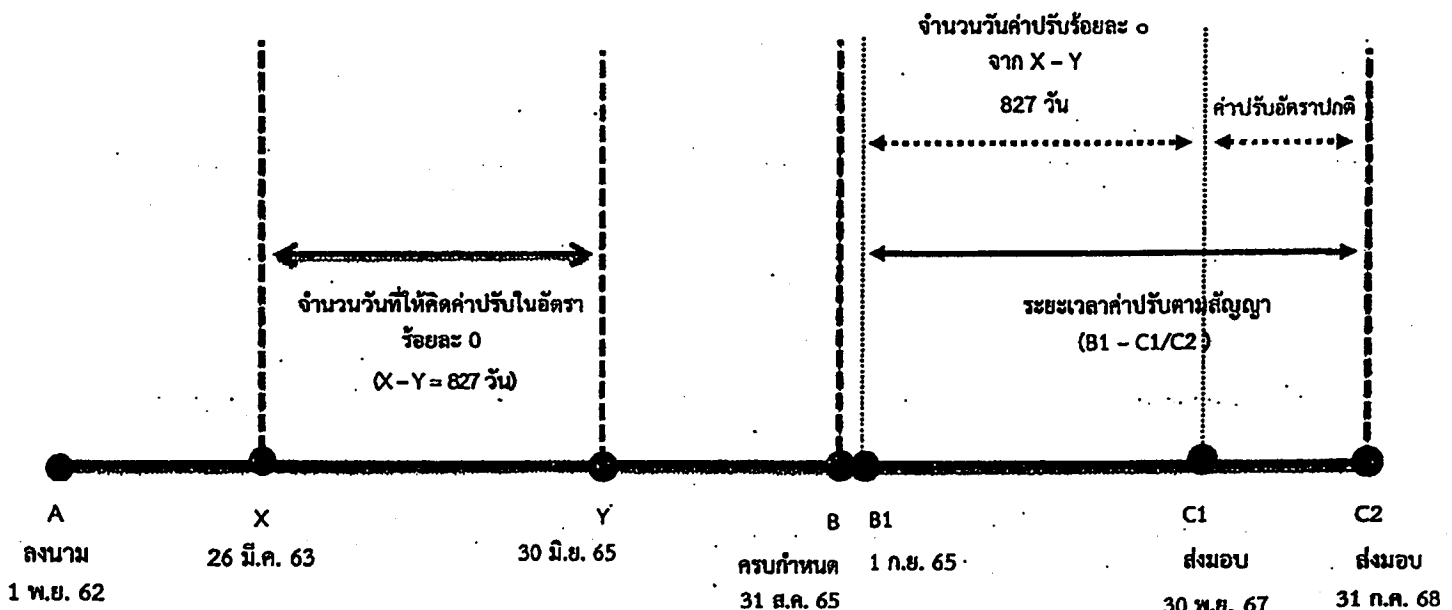 จำนวนวันค่าปรับร้อยละ ๐
จาก X – Y
827 วัน
ค่าปรับอัตราปกติ
จำนวนวันที่ให้คิดค่าปรับในอัตรา
ร้อยละ 0
(X – Y = 827 วัน)
ระยะเวลาค่าปรับตามสัญญา
(B1 – C1/C2 )
A
ลงนาม
1 พ.ย. 62
X
26 มี.ค. 63
Y
30 มิ.ย. 65
B
ครบกำหนด
31 ส.ค. 65
B1
1 ก.ย. 65
C1
ส่งมอบ
30 พ.ย. 67
C2
ส่งมอบ
31 ก.ค. 68